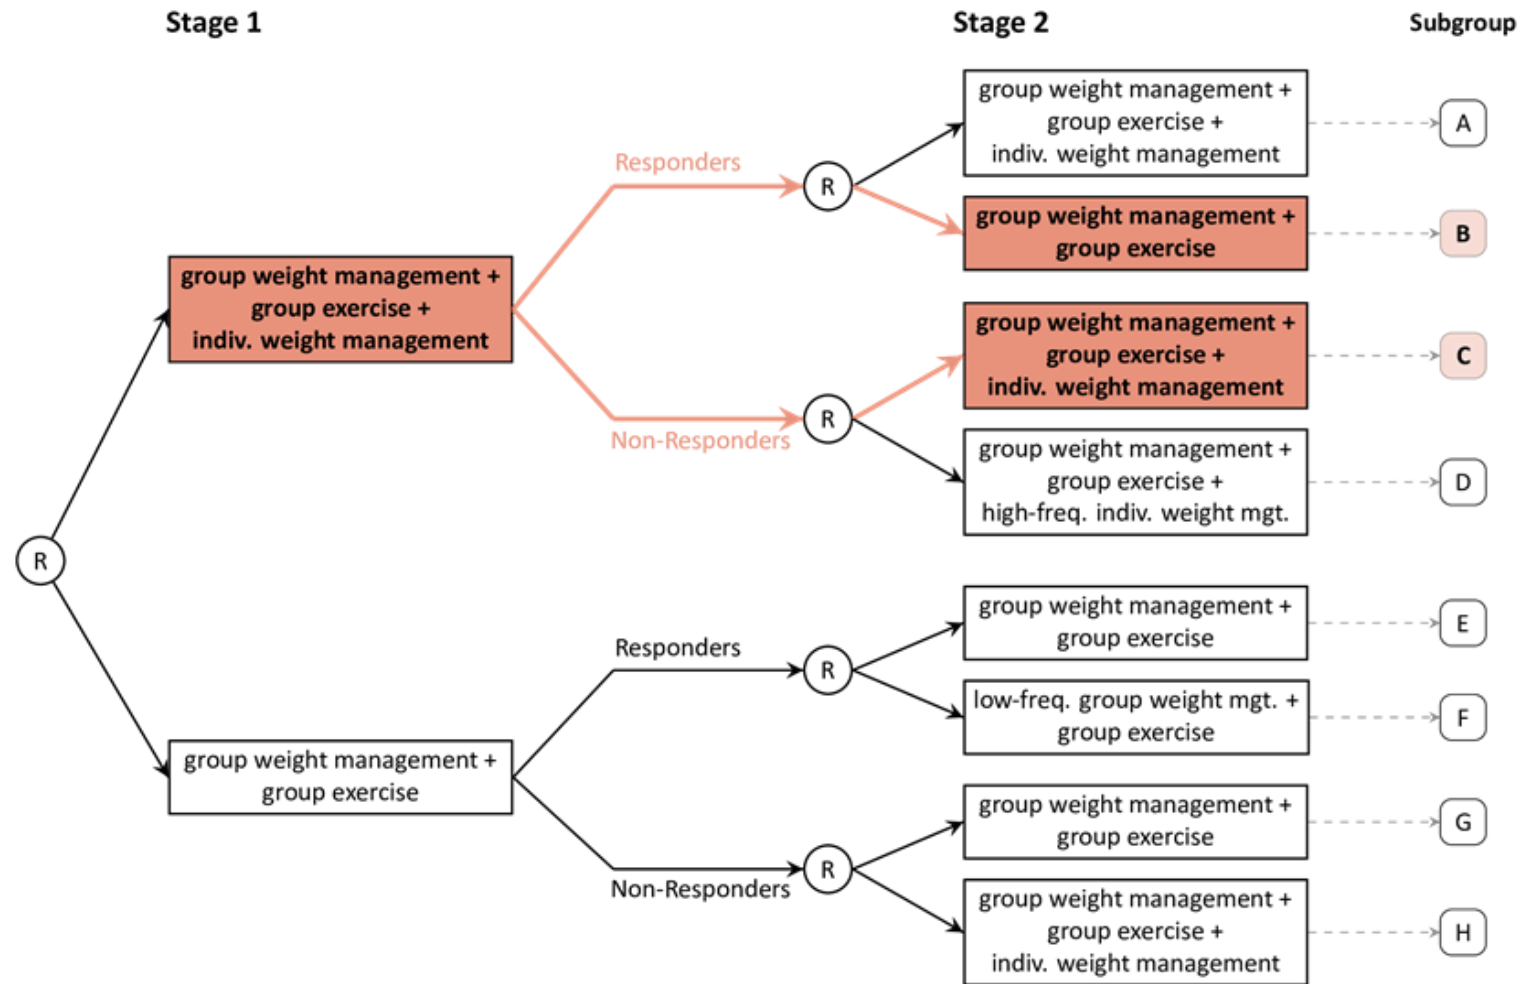 Stage 1
Stage 2
Subgroup
group weight management +
group exercise +
indiv. weight management
A
Responders
R
group weight management +
group exercise
B
group weight management +
group exercise +
indiv. weight management
group weight management +
group exercise +
indiv. weight management
C
R
Non-Responders
group weight management +
group exercise +
high-freq. indiv. weight mgt.
D
R
group weight management +
group exercise
E
Responders
R
low-freq. group weight mgt. +
group exercise
F
group weight management +
group exercise
group weight management +
group exercise
G
R
Non-Responders
group weight management +
group exercise +
indiv. weight management
H